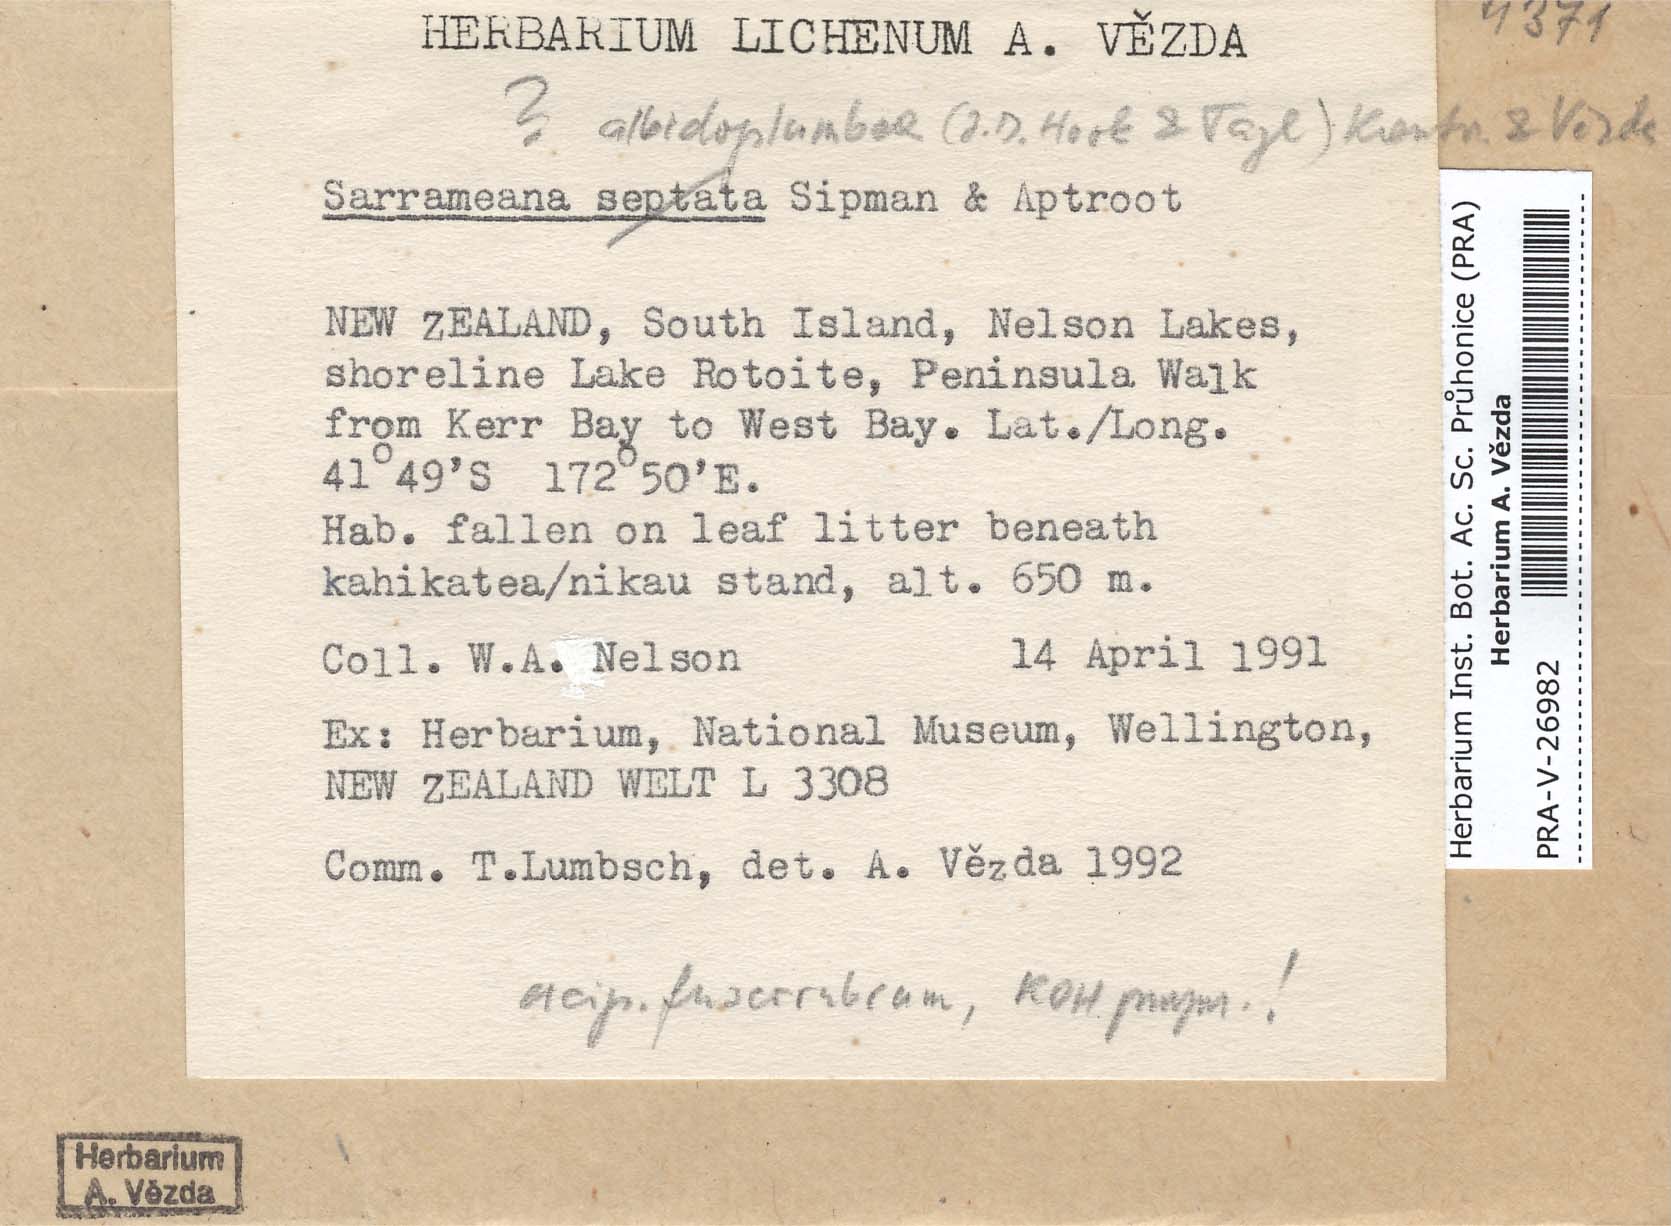 4371
HERBARIUM LICHENUM A. VĚZDA
? albidoplumbea (J.D. Hook & Tayl) Kantv. & Vězda
Sarrameana septata Sipman & Aptroot
NEW ZEALAND, South Island, Nelson Lakes,
shoreline Lake Rotoite, Peninsula Walk
from Kerr Bay to West Bay. Lat./Long.
41°49'S 172°50'E.
Hab. fallen on leaf litter beneath
kahikatea/nikau stand, alt. 650 m.
Coll. W.A. Nelson 14 April 1991
Ex: Herbarium, National Museum, Wellington,
NEW ZEALAND WELT L 3308
Comm. T.Lumbsch, det. A. Vězda 1992
excip. fuscorubrum, KOH purpur.!
Herbarium
A. Vězda
Herbarium Inst. Bot. Ac. Sc. Průhonice (PRA)
Herbarium A. Vězda
PRA-V-26982